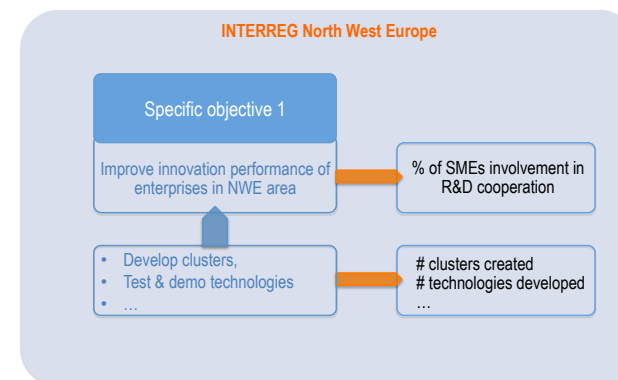 INTERREG North West Europe
Specific objective 1
Improve innovation performance of
enterprises in NWE area
% of SMEs involvement in
R&D cooperation
• Develop clusters,
• Test & demo technologies
• …
# clusters created
# technologies developed
…